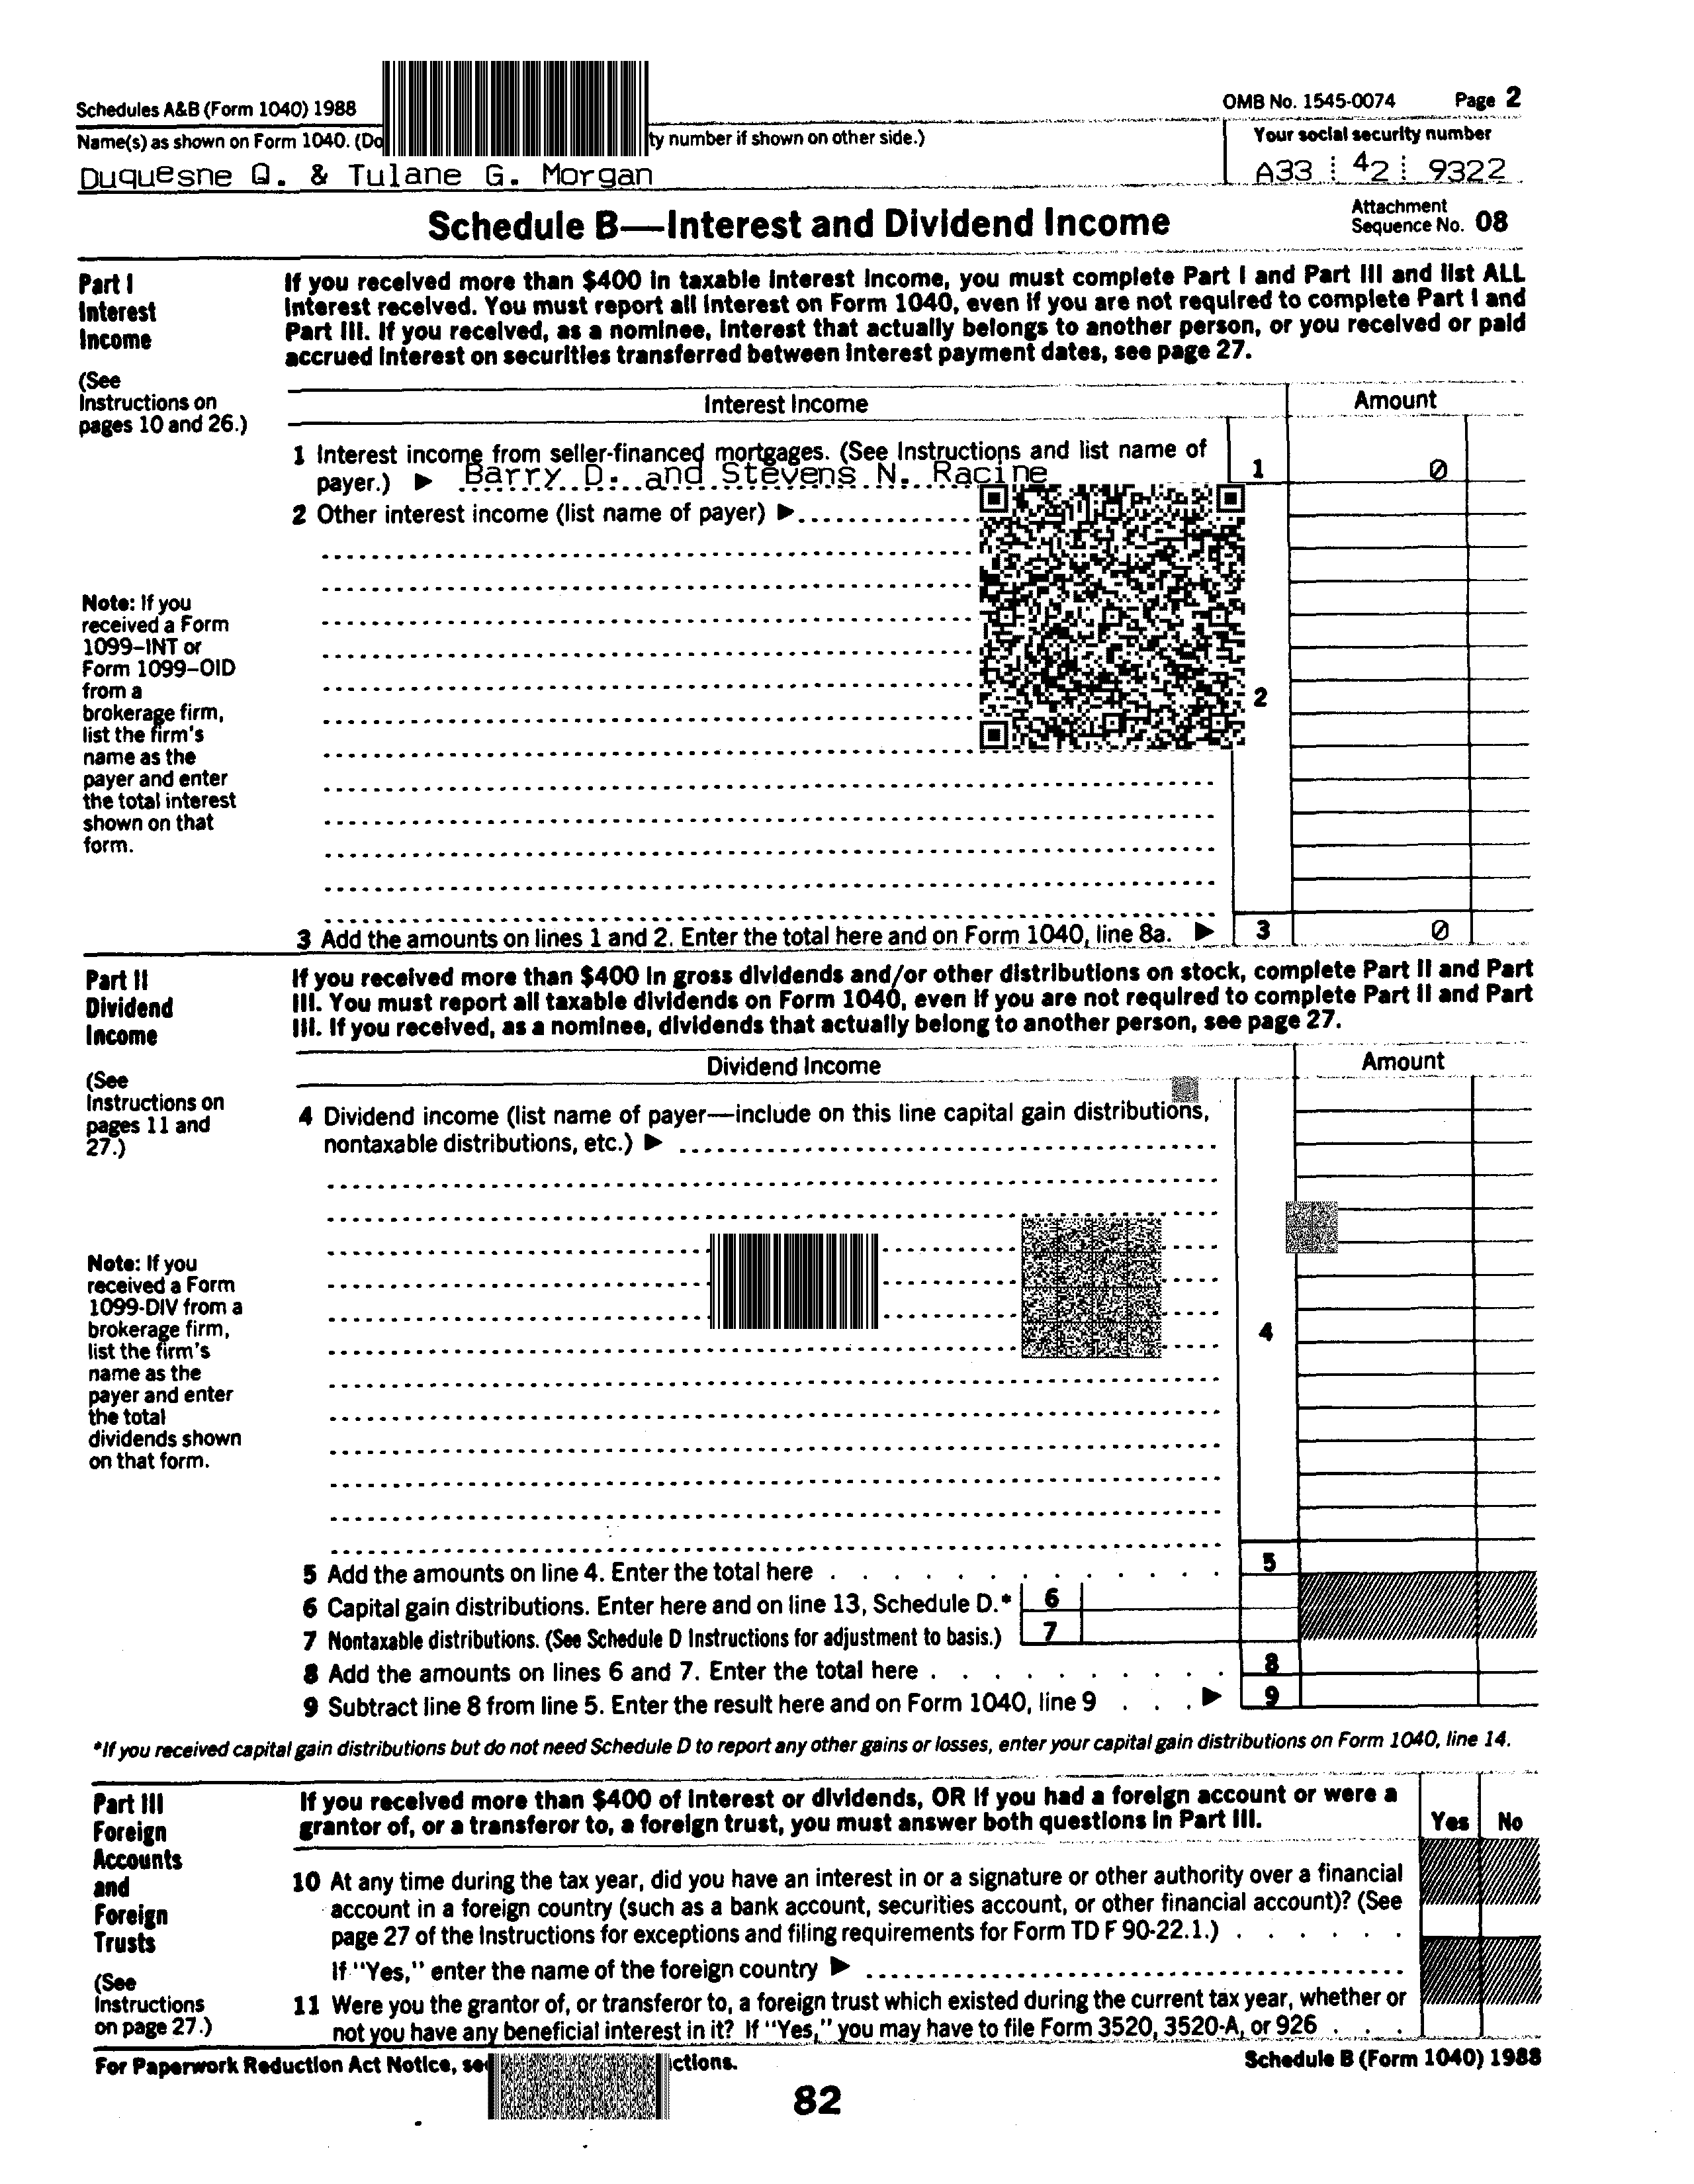 Schedules A&B (Form 1040) 1988
OMB No. 1545-0074 Page 2
Name(s) as shown on Form 1040. (Do ty number if shown on other side.)
Your social security number
Duquesne Q. & Tulane G. Morgan
A33 42 9322
Schedule B—Interest and Dividend Income
Attachment
Sequence No. 08
Part I
Interest
Income
(See
Instructions on
pages 10 and 26.)
If you received more than $400 in taxable interest income, you must complete Part I and Part III and list ALL
interest received. You must report all interest on Form 1040, even if you are not required to complete Part I and
Part III. If you received, as a nominee, interest that actually belongs to another person, or you received or paid
accrued interest on securities transferred between interest payment dates, see page 27.
Interest Income
Amount
1 Interest income from seller-financed mortgages. (See Instructions and list name of
payer.) ▶ Barry D. and Stevens N. Racine
1 0
2 Other interest income (list name of payer) ▶
Note: If you
received a Form
1099–INT or
Form 1099–OID
from a
brokerage firm,
list the firm's
name as the
payer and enter
the total interest
shown on that
form.
2
3 Add the amounts on lines 1 and 2. Enter the total here and on Form 1040, line 8a. ▶ 3 0
Part II
Dividend
Income
(See
Instructions on
pages 11 and
27.)
If you received more than $400 in gross dividends and/or other distributions on stock, complete Part II and Part
III. You must report all taxable dividends on Form 1040, even if you are not required to complete Part II and Part
III. If you received, as a nominee, dividends that actually belong to another person, see page 27.
Dividend Income
Amount
4 Dividend income (list name of payer—include on this line capital gain distributions,
nontaxable distributions, etc.) ▶
Note: If you
received a Form
1099-DIV from a
brokerage firm,
list the firm's
name as the
payer and enter
the total
dividends shown
on that form.
4
5 Add the amounts on line 4. Enter the total here 5
6 Capital gain distributions. Enter here and on line 13, Schedule D.* 6
7 Nontaxable distributions. (See Schedule D Instructions for adjustment to basis.) 7
8 Add the amounts on lines 6 and 7. Enter the total here 8
9 Subtract line 8 from line 5. Enter the result here and on Form 1040, line 9 ▶ 9
*If you received capital gain distributions but do not need Schedule D to report any other gains or losses, enter your capital gain distributions on Form 1040, line 14.
Part III
Foreign
Accounts
and
Foreign
Trusts
(See
Instructions
on page 27.)
If you received more than $400 of interest or dividends, OR if you had a foreign account or were a
grantor of, or a transferor to, a foreign trust, you must answer both questions in Part III.
Yes No
10 At any time during the tax year, did you have an interest in or a signature or other authority over a financial
account in a foreign country (such as a bank account, securities account, or other financial account)? (See
page 27 of the Instructions for exceptions and filing requirements for Form TD F 90-22.1.)
If "Yes," enter the name of the foreign country ▶
11 Were you the grantor of, or transferor to, a foreign trust which existed during the current tax year, whether or
not you have any beneficial interest in it? If "Yes," you may have to file Form 3520, 3520-A, or 926
For Paperwork Reduction Act Notice, se ctions.
Schedule B (Form 1040) 1988
82